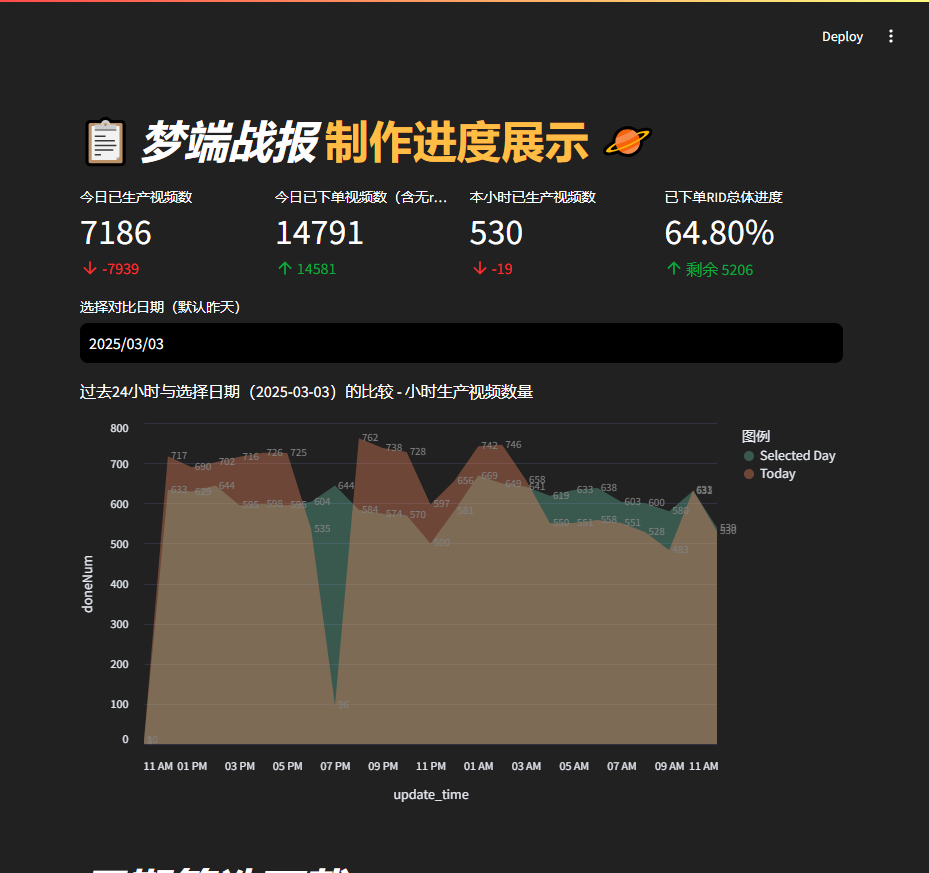 Deploy
梦端战报 制作进度展示
今日已生产视频数
7186
-7939
今日已下单视频数（含无r...
14791
14581
本小时已生产视频数
530
-19
已下单RID总体进度
64.80%
剩余 5206
选择对比日期（默认昨天）
2025/03/03
过去24小时与选择日期（2025-03-03）的比较 - 小时生产视频数量
图例
Selected Day
Today
doneNum
800
700
600
500
400
300
200
100
0
717 690 702 716 726 725 535 96 762 738 728 597 656 742 746 658 550 551 558 551 528 483
633 629 644 595 598 595 604 644 584 574 570 500 581 669 649 641 619 633 638 603 600 580
11 AM 01 PM 03 PM 05 PM 07 PM 09 PM 11 PM 01 AM 03 AM 05 AM 07 AM 09 AM 11 AM
update_time